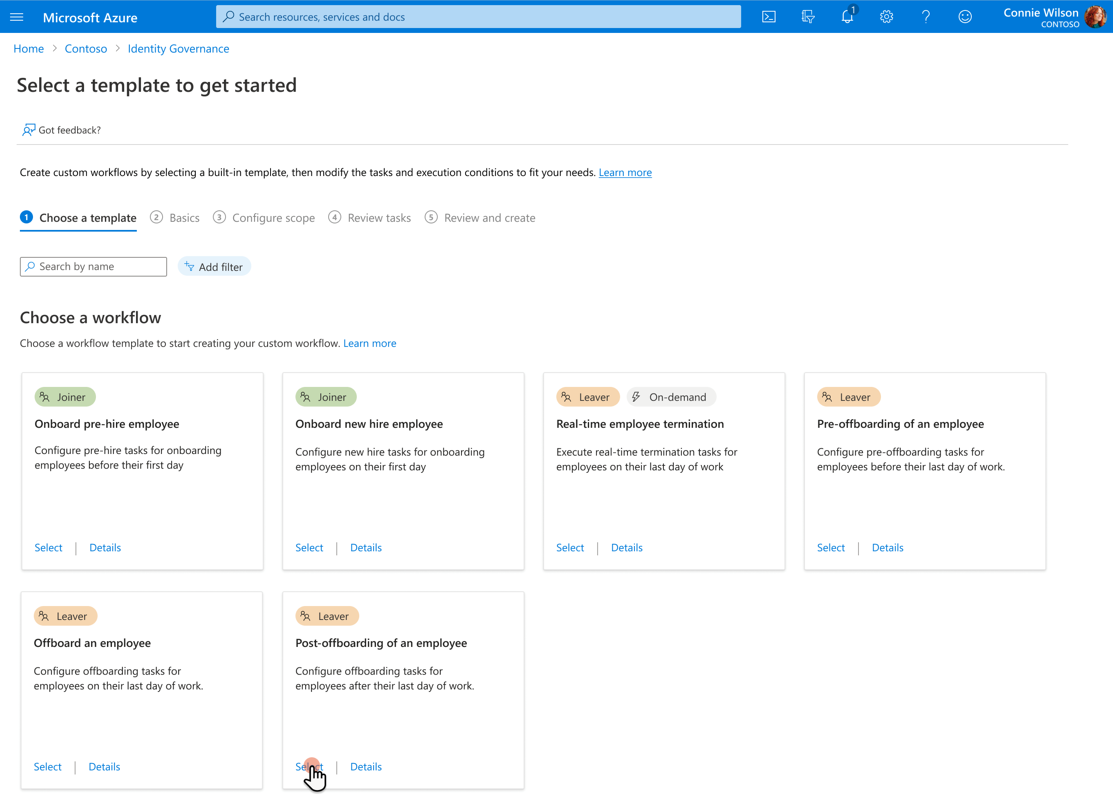 Microsoft Azure
Search resources, services and docs
1
Connie Wilson
CONTOSO
Home > Contoso > Identity Governance
Select a template to get started
Got feedback?
Create custom workflows by selecting a built-in template, then modify the tasks and execution conditions to fit your needs. Learn more
1 Choose a template 2 Basics 3 Configure scope 4 Review tasks 5 Review and create
Search by name
Add filter
Choose a workflow
Choose a workflow template to start creating your custom workflow. Learn more
Joiner
Onboard pre-hire employee
Configure pre-hire tasks for onboarding
employees before their first day
Select | Details
Joiner
Onboard new hire employee
Configure new hire tasks for onboarding
employees on their first day
Select | Details
Leaver
On-demand
Real-time employee termination
Execute real-time termination tasks for
employees on their last day of work
Select | Details
Leaver
Pre-offboarding of an employee
Configure pre-offboarding tasks for
employees before their last day of work.
Select | Details
Leaver
Offboard an employee
Configure offboarding tasks for
employees on their last day of work.
Select | Details
Leaver
Post-offboarding of an employee
Configure offboarding tasks for
employees after their last day of work.
Select | Details